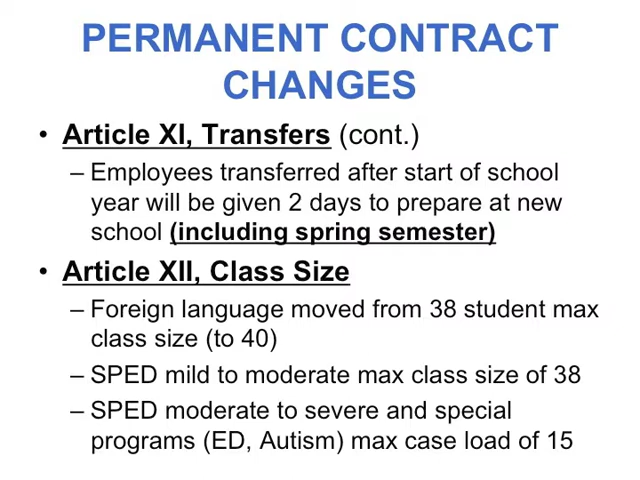 PERMANENT CONTRACT
CHANGES
• Article XI, Transfers (cont.)
– Employees transferred after start of school
year will be given 2 days to prepare at new
school (including spring semester)
• Article XII, Class Size
– Foreign language moved from 38 student max
class size (to 40)
– SPED mild to moderate max class size of 38
– SPED moderate to severe and special
programs (ED, Autism) max case load of 15